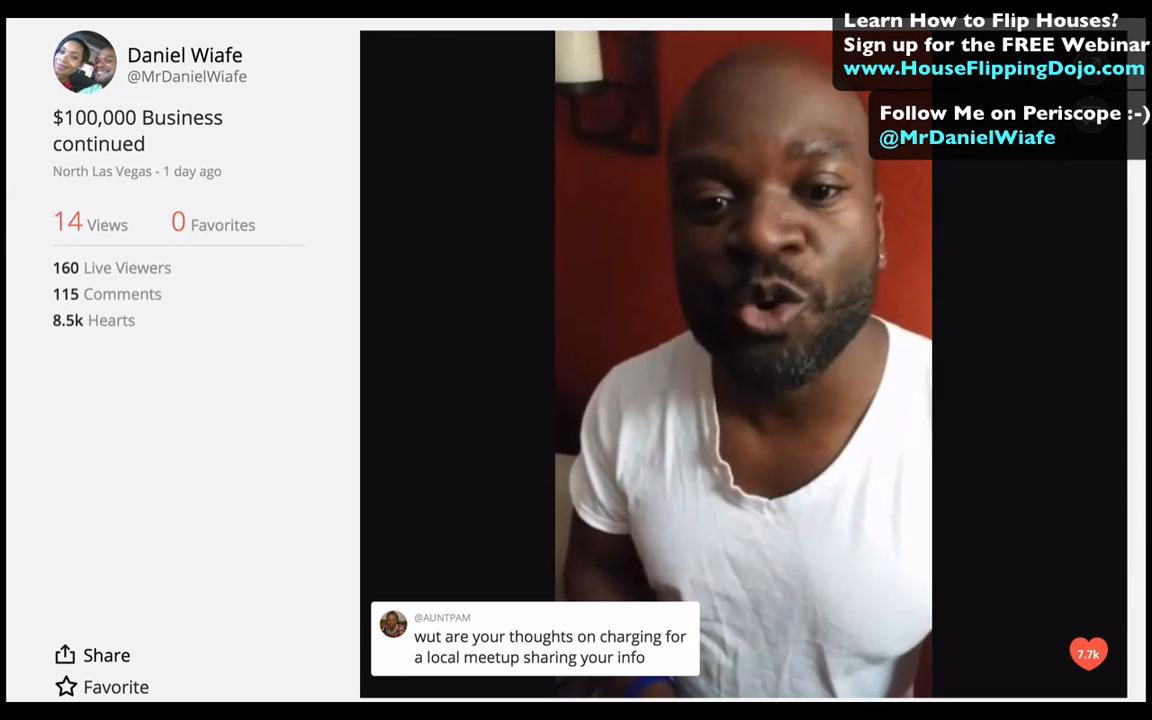 Learn How to Flip Houses?
Sign up for the FREE Webinar
www.HouseFlippingDojo.com
Follow Me on Periscope :-)
@MrDanielWiafe
Daniel Wiafe
@MrDanielWiafe
$100,000 Business
continued
North Las Vegas - 1 day ago
14 Views 0 Favorites
160 Live Viewers
115 Comments
8.5k Hearts
@AUNTPAM
wut are your thoughts on charging for
a local meetup sharing your info
7.7k
Share
Favorite